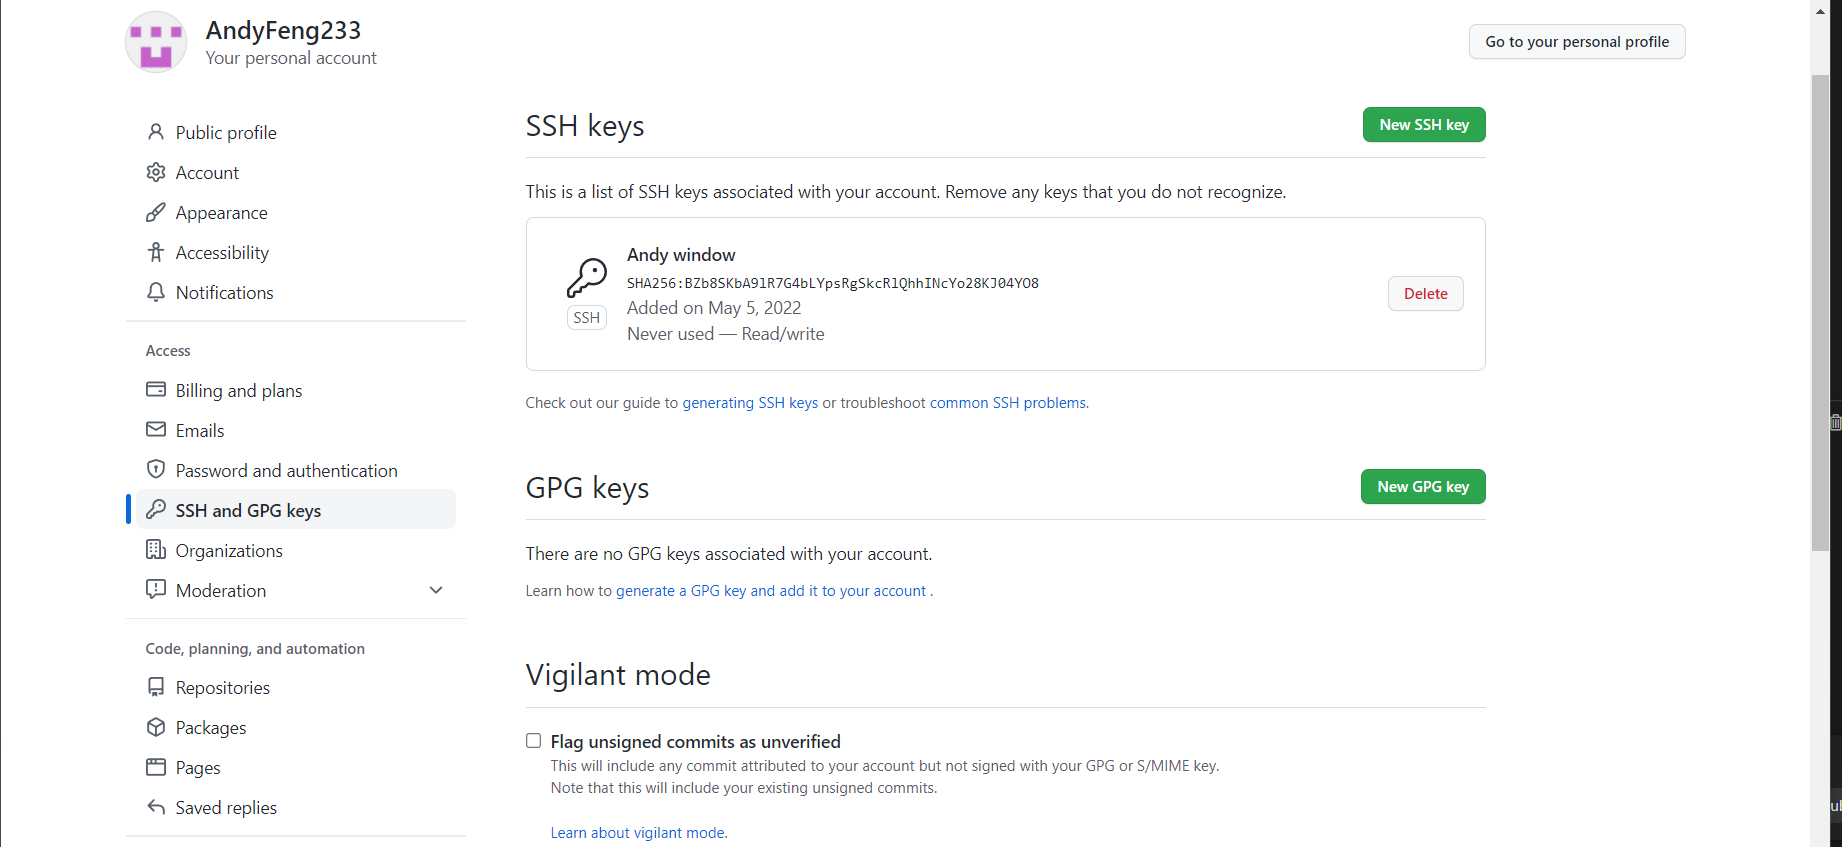 AndyFeng233
Your personal account
Go to your personal profile
Public profile
Account
Appearance
Accessibility
Notifications
Access
Billing and plans
Emails
Password and authentication
SSH and GPG keys
Organizations
Moderation
Code, planning, and automation
Repositories
Packages
Pages
Saved replies
SSH keys
New SSH key
This is a list of SSH keys associated with your account. Remove any keys that you do not recognize.
Andy window
SHA256:BZb8SKbA9lR7G4bLYpsRgSkcRlQhhINcYo28KJ04YO8
SSH
Added on May 5, 2022
Never used — Read/write
Delete
Check out our guide to generating SSH keys or troubleshoot common SSH problems.
GPG keys
New GPG key
There are no GPG keys associated with your account.
Learn how to generate a GPG key and add it to your account .
Vigilant mode
Flag unsigned commits as unverified
This will include any commit attributed to your account but not signed with your GPG or S/MIME key.
Note that this will include your existing unsigned commits.
Learn about vigilant mode.